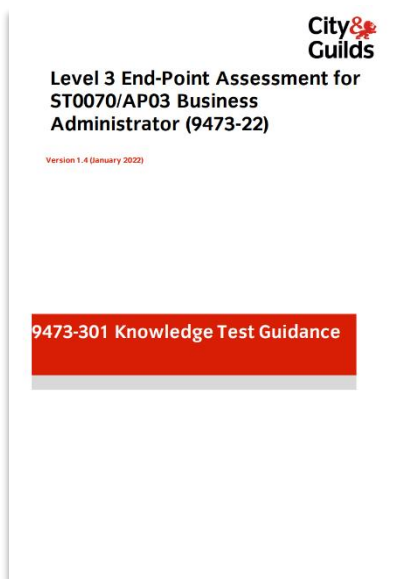 City&
Guilds
Level 3 End-Point Assessment for
ST0070/AP03 Business
Administrator (9473-22)
Version 1.4 (January 2022)
9473-301 Knowledge Test Guidance